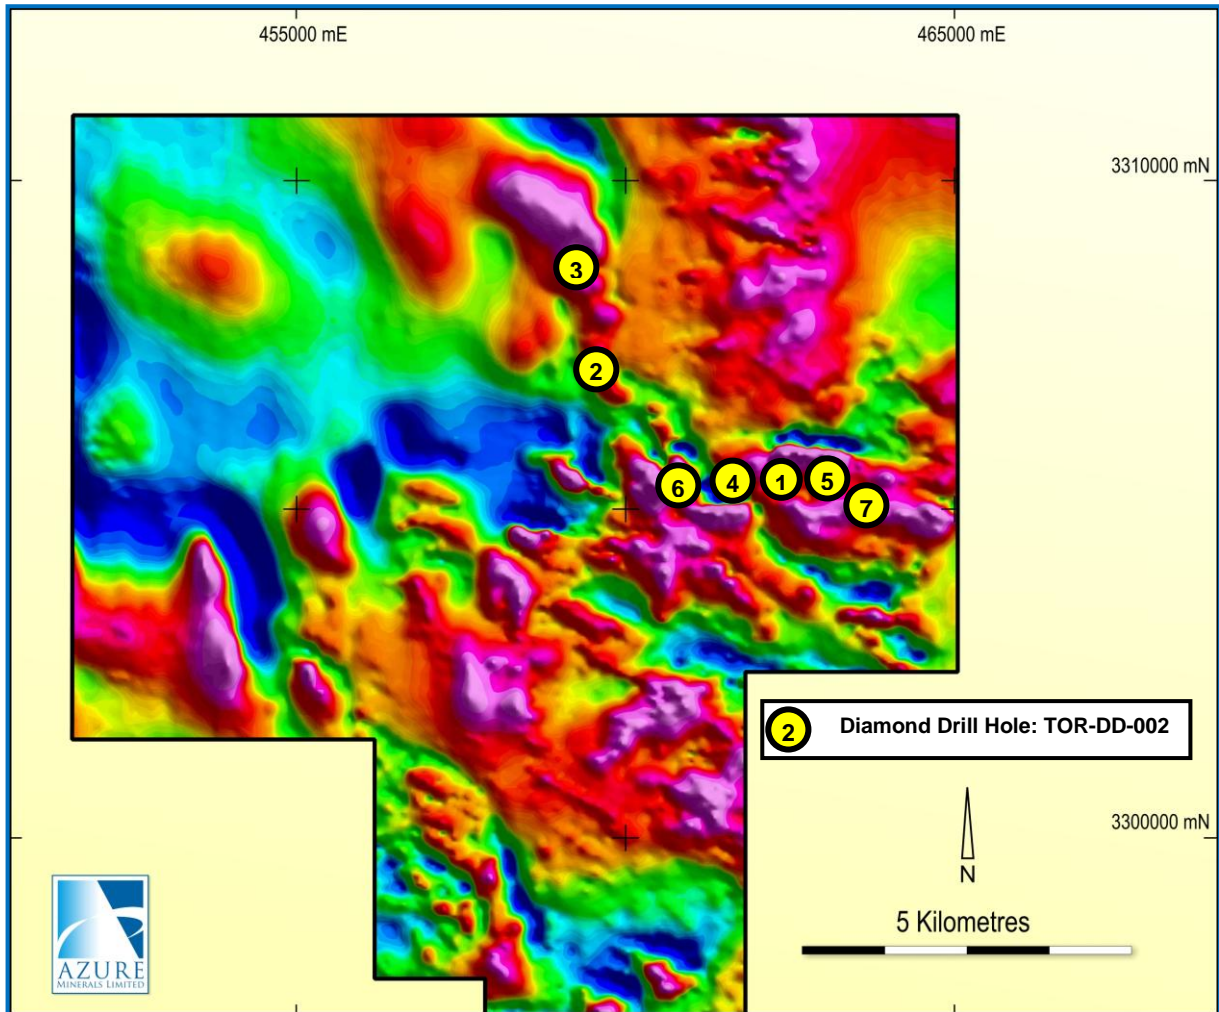 455000 mE
465000 mE
3310000 mN
3
2
6
4
1
5
7
2 Diamond Drill Hole: TOR-DD-002
3300000 mN
N
5 Kilometres
AZURE
MINERALS LIMITED